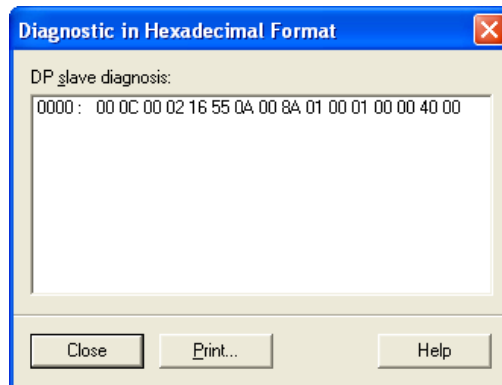 Diagnostic in Hexadecimal Format
DP slave diagnosis:
0000 : 00 0C 00 02 16 55 0A 00 8A 01 00 01 00 00 40 00
Close
Print...
Help